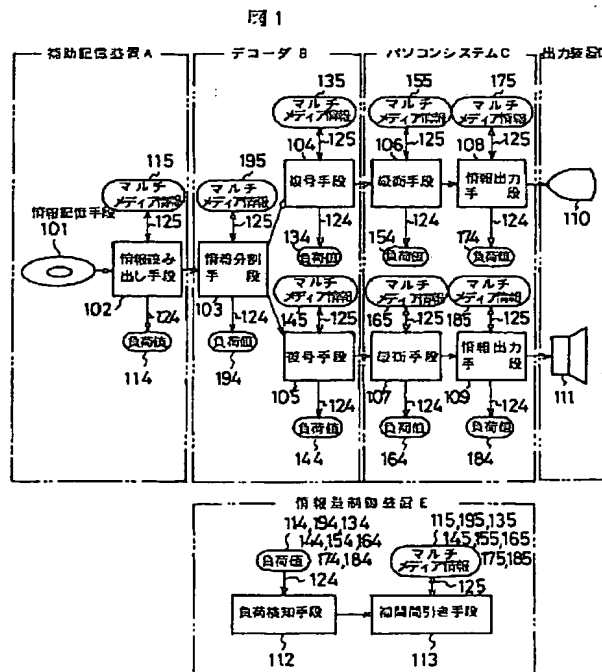 図1
補助記憶装置A
デコーダB
パソコンシステムC
出力装置D
135
155
175
マルチ
メディア情報
マルチ
メディア情報
マルチ
メディア情報
115
195
104
125
106
125
108
125
マルチ
メディア情報
マルチ
メディア情報
復号手段
緩衝手段
情報出力
手段
110
情報記憶手段
101
125
125
124
124
124
134
負荷値
154
負荷値
174
負荷値
情報読み
出し手段
情報分割
手段
102
124
103
124
145
マルチ
メディア情報
165
マルチ
メディア情報
185
マルチ
メディア情報
負荷値
負荷値
125
125
125
114
194
復号手段
緩衝手段
情報出力
手段
111
105
124
107
124
109
124
負荷値
負荷値
負荷値
144
164
184
情報量制御装置E
114,194,134
144,154,164
174,184
115,195,135
145,155,165
175,185
負荷値
マルチ
メディア情報
124
125
負荷検知手段
補間間引き手段
112
113